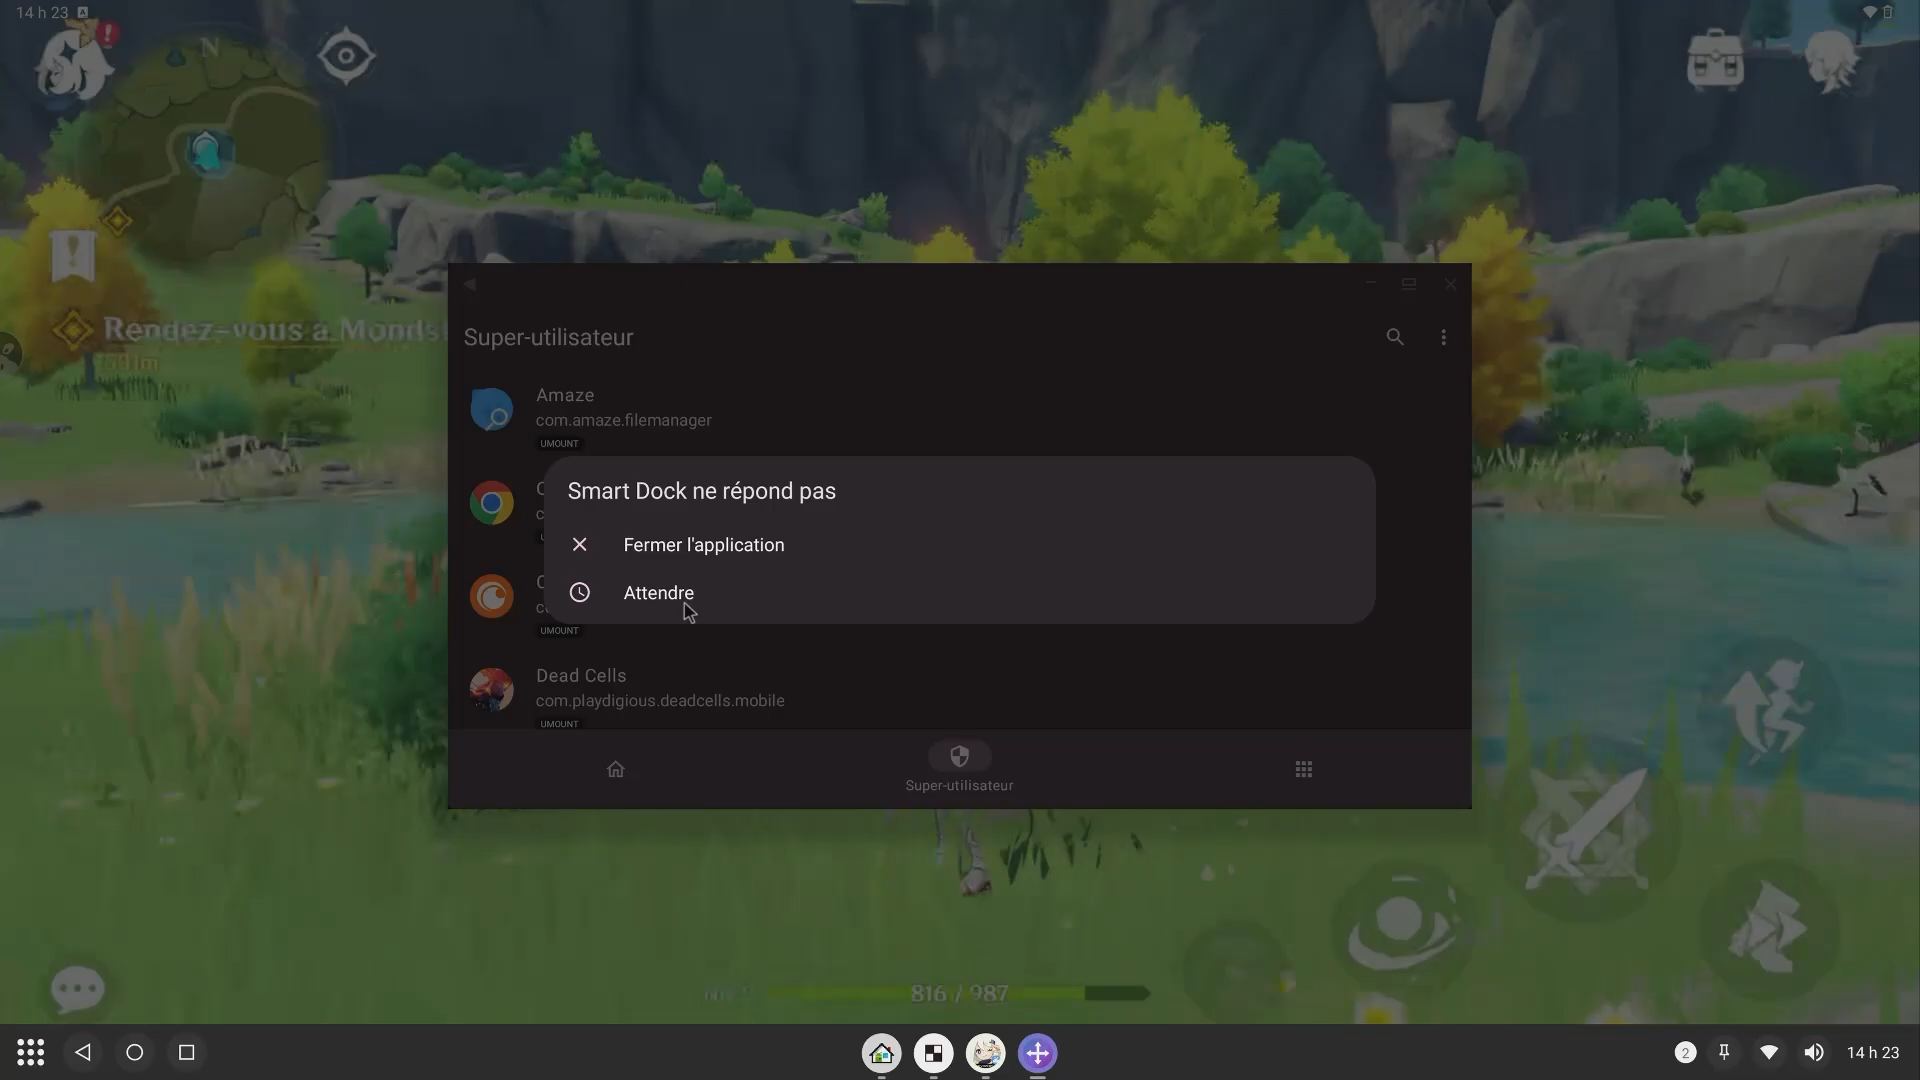 14 h 23
N
Rendez-vous à Monds
Super-utilisateur
Amaze
com.amaze.filemanager
UMOUNT
Smart Dock ne répond pas
Fermer l'application
Attendre
UMOUNT
Dead Cells
com.playdigious.deadcells.mobile
UMOUNT
Super-utilisateur
816 / 987
2
14 h 23